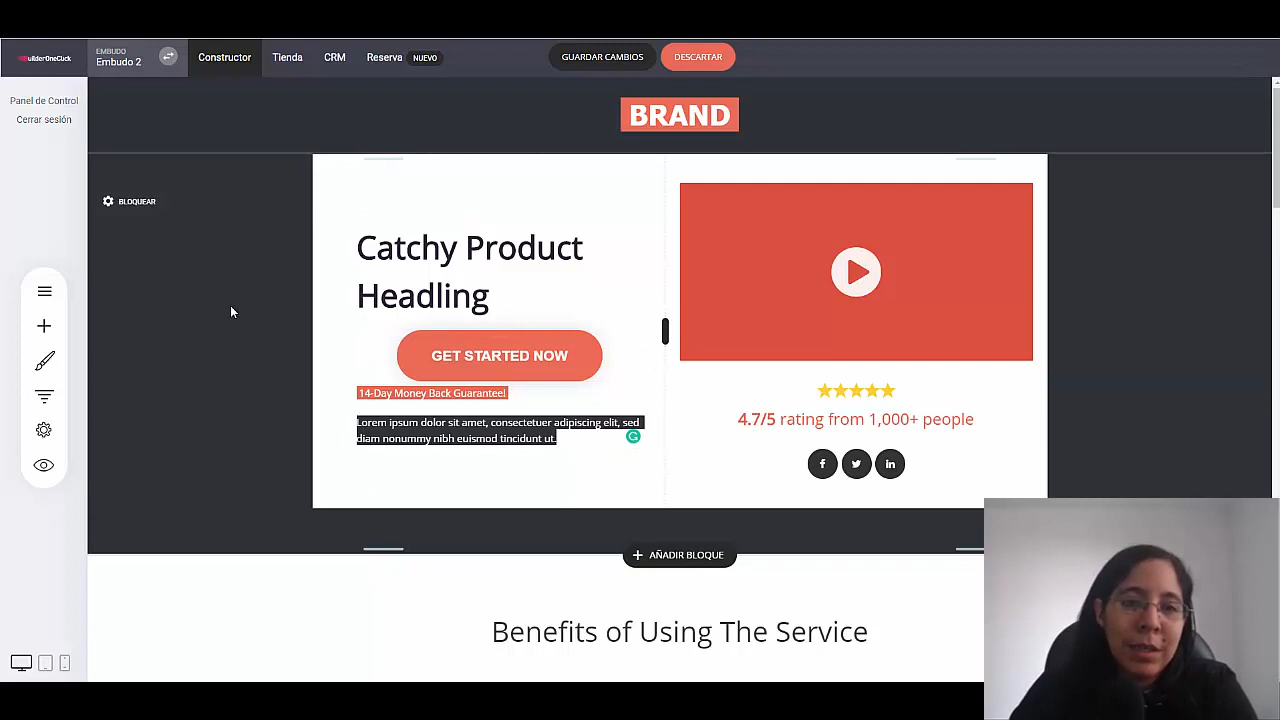 uilderOneClick
EMBUDO
Embudo 2
Constructor
Tienda
CRM
Reserva
NUEVO
GUARDAR CAMBIOS
DESCARTAR
Panel de Control
Cerrar sesión
BRAND
BLOQUEAR
Catchy Product
Headling
GET STARTED NOW
14-Day Money Back Guarantee!
Lorem ipsum dolor sit amet, consectetuer adipiscing elit, sed
diam nonummy nibh euismod tincidunt ut.
4.7/5 rating from 1,000+ people
AÑADIR BLOQUE
Benefits of Using The Service